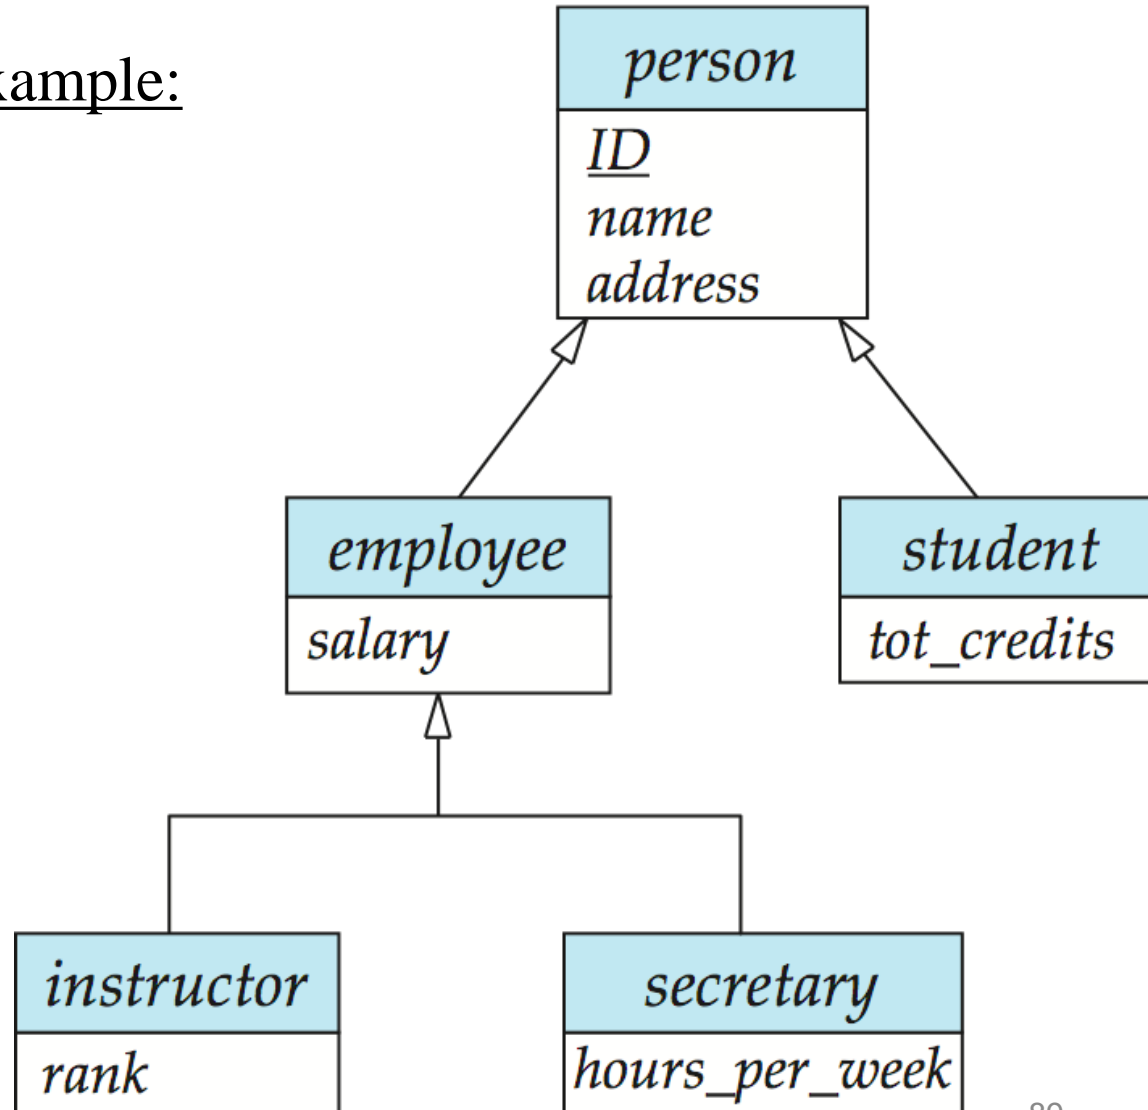 xample:
person
ID
name
address
employee
student
salary
tot_credits
instructor
secretary
rank
hours_per_week